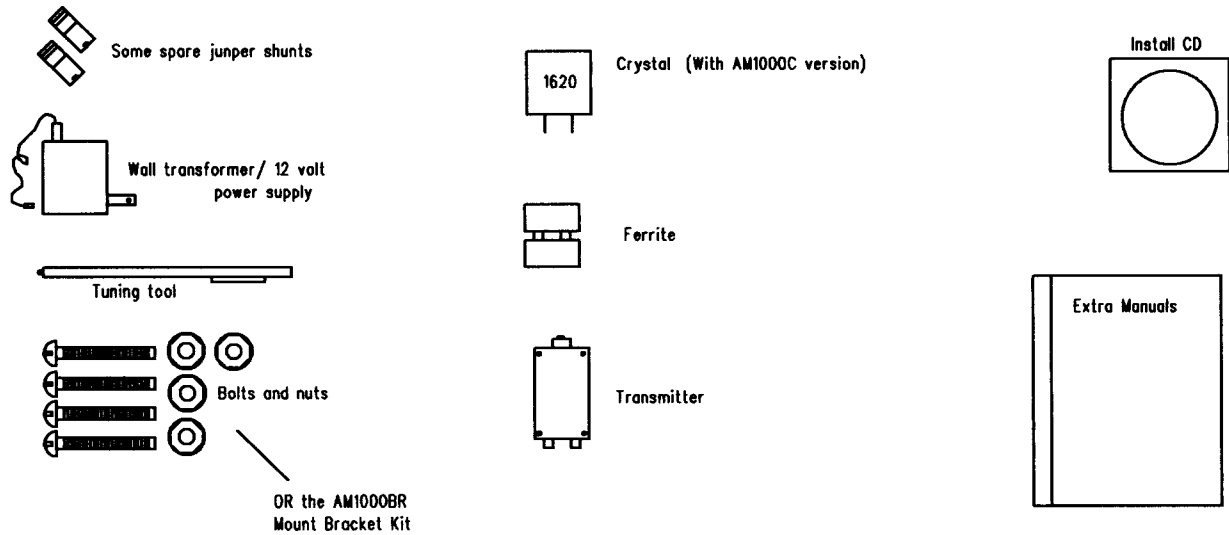 Some spare junper shunts
Wall transformer/ 12 volt
power supply
Tuning tool
Bolts and nuts
OR the AM1000BR
Mount Bracket Kit
1620
Crystal (With AM1000C version)
Ferrite
Transmitter
Install CD
Extra Manuals